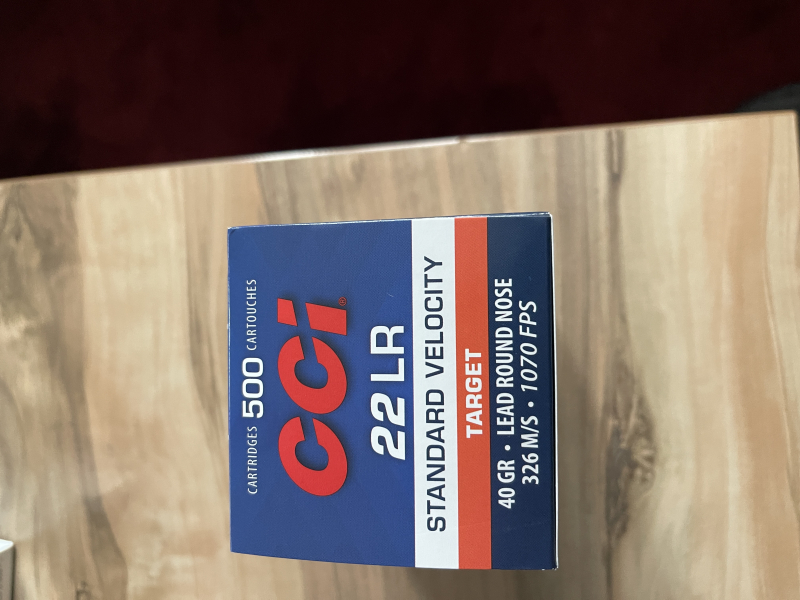 CARTRIDGES 500 CARTOUCHES
CCI®
22 LR
STANDARD VELOCITY
TARGET
40 GR • LEAD ROUND NOSE
326 M/S • 1070 FPS